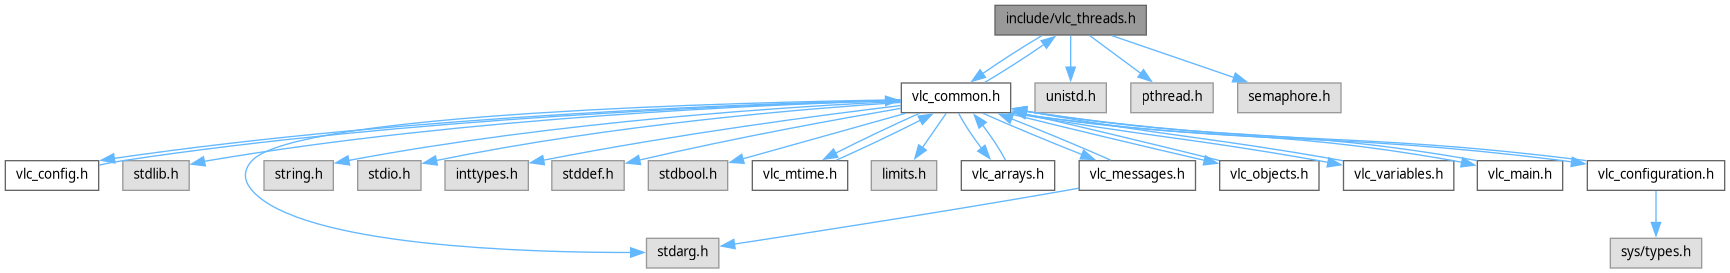 include/vlc_threads.h
vlc_common.h
unistd.h
pthread.h
semaphore.h
vlc_config.h
stdlib.h
string.h
stdio.h
inttypes.h
stddef.h
stdbool.h
vlc_mtime.h
limits.h
vlc_arrays.h
vlc_messages.h
vlc_objects.h
vlc_variables.h
vlc_main.h
vlc_configuration.h
stdarg.h
sys/types.h